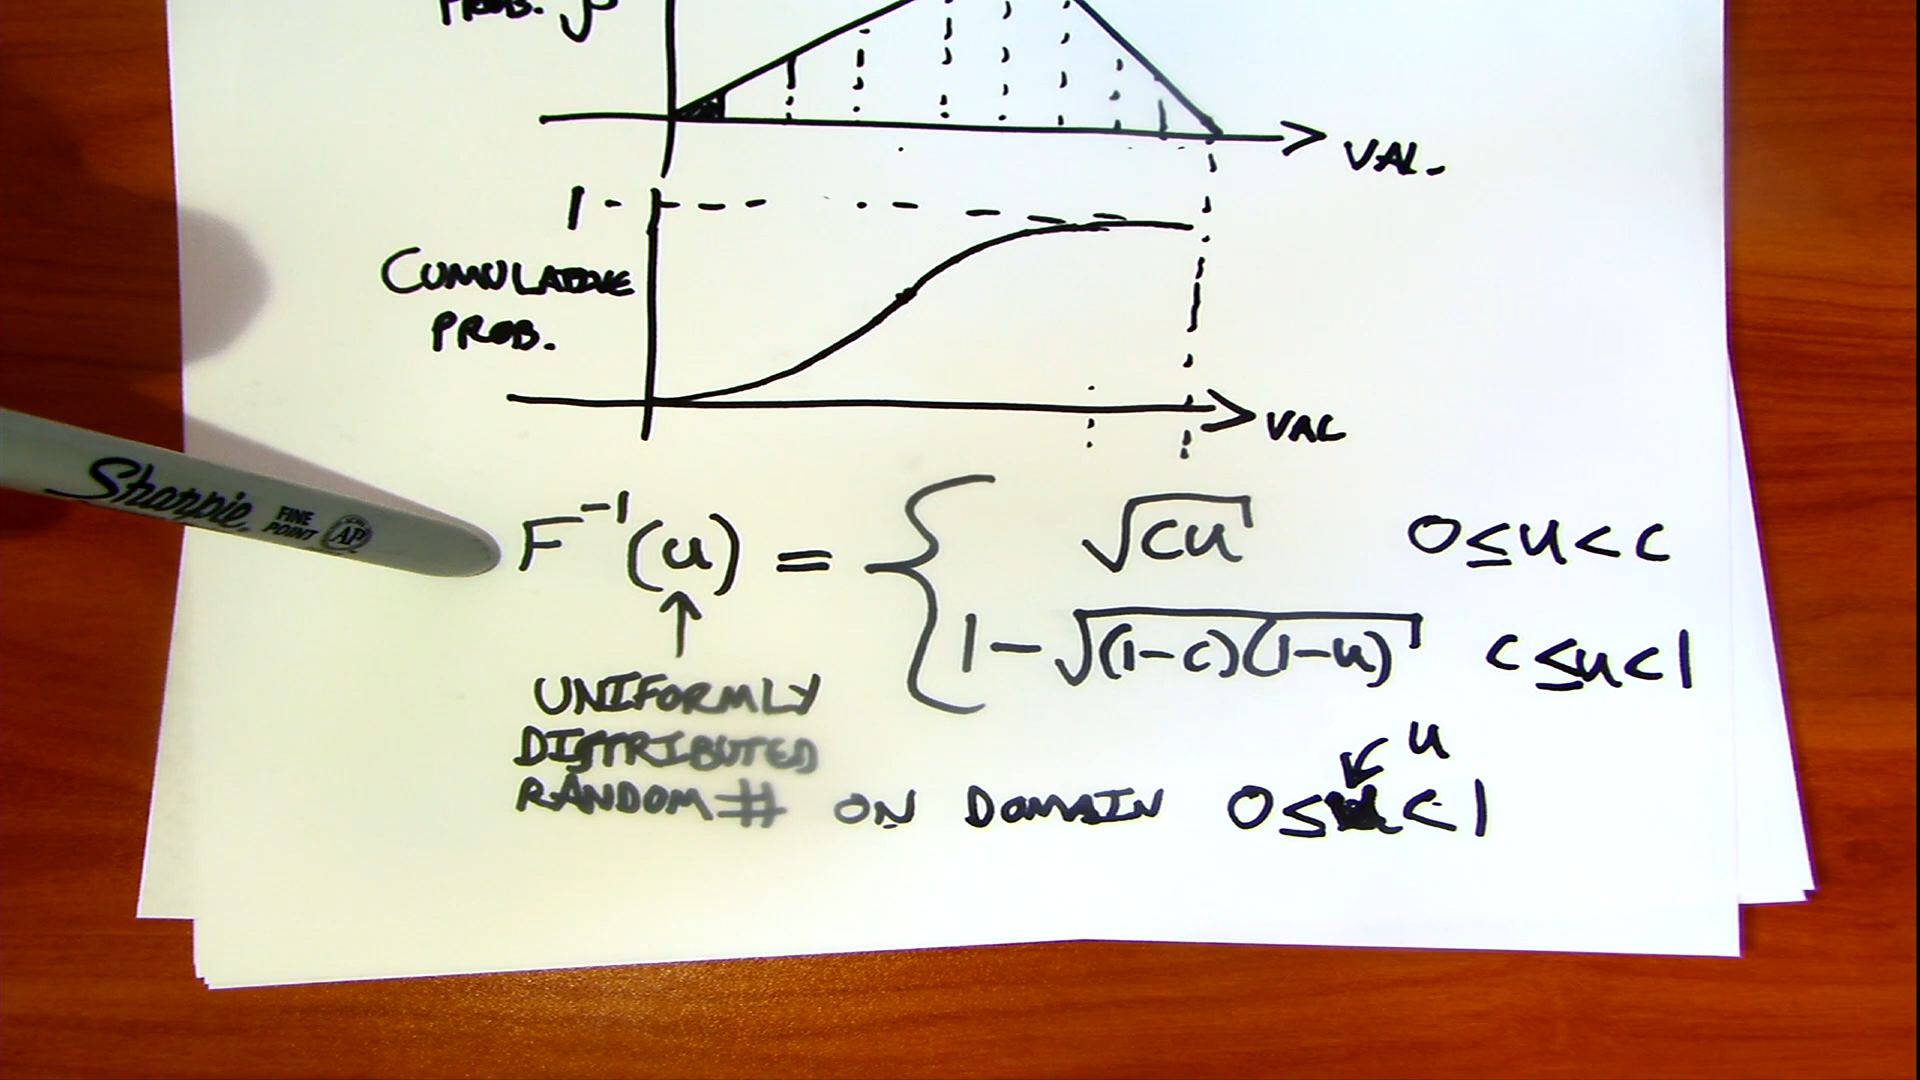 PROB.
VAL.
1
CUMULATIVE
PROB.
VAL
Sharpie
FINE
POINT
AP
F⁻¹(u) = { √cu 0≤u<c
1-√(1-c)(1-u) c≤u<1
↑
UNIFORMLY
DISTRIBUTED
u
RANDOM # ON DOMAIN 0≤u<1